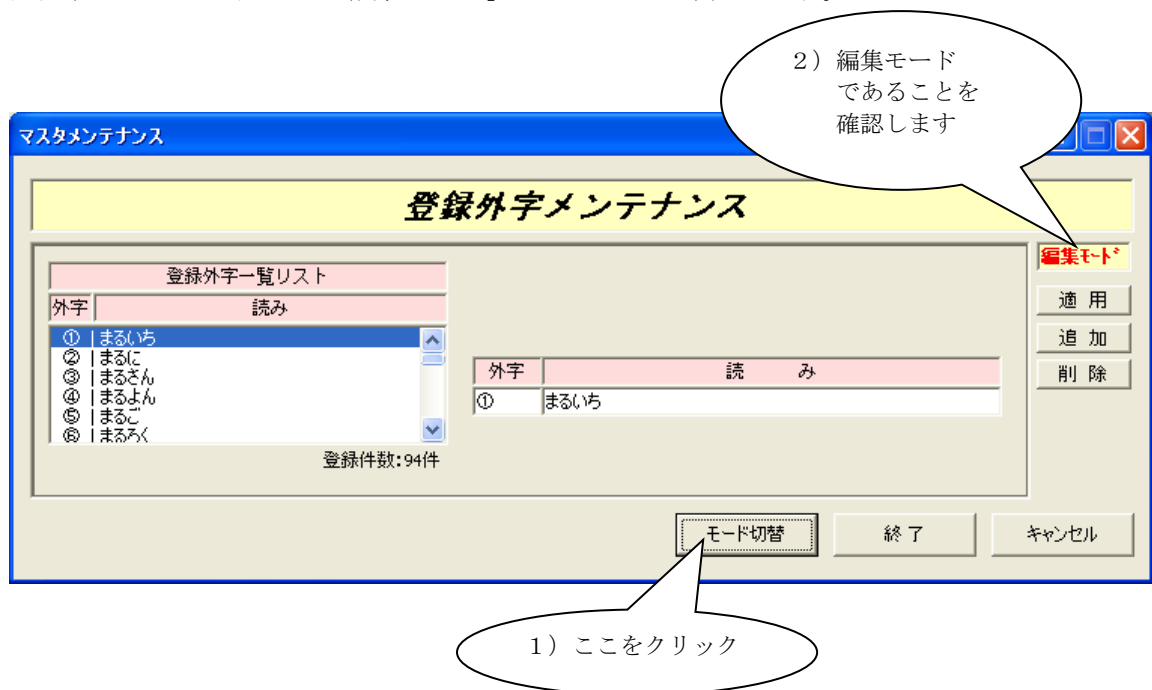 ２）編集モード
であることを
確認します
マスタメンテナンス
登録外字メンテナンス
編集ﾓｰﾄﾞ
登録外字一覧リスト
外字 読み
① | まるいち
② | まるに
③ | まるさん
④ | まるよん
⑤ | まるご
⑥ | まるろく
登録件数:94件
外字 読 み
① まるいち
適 用
追 加
削 除
モード切替 終 了 キャンセル
１）ここをクリック